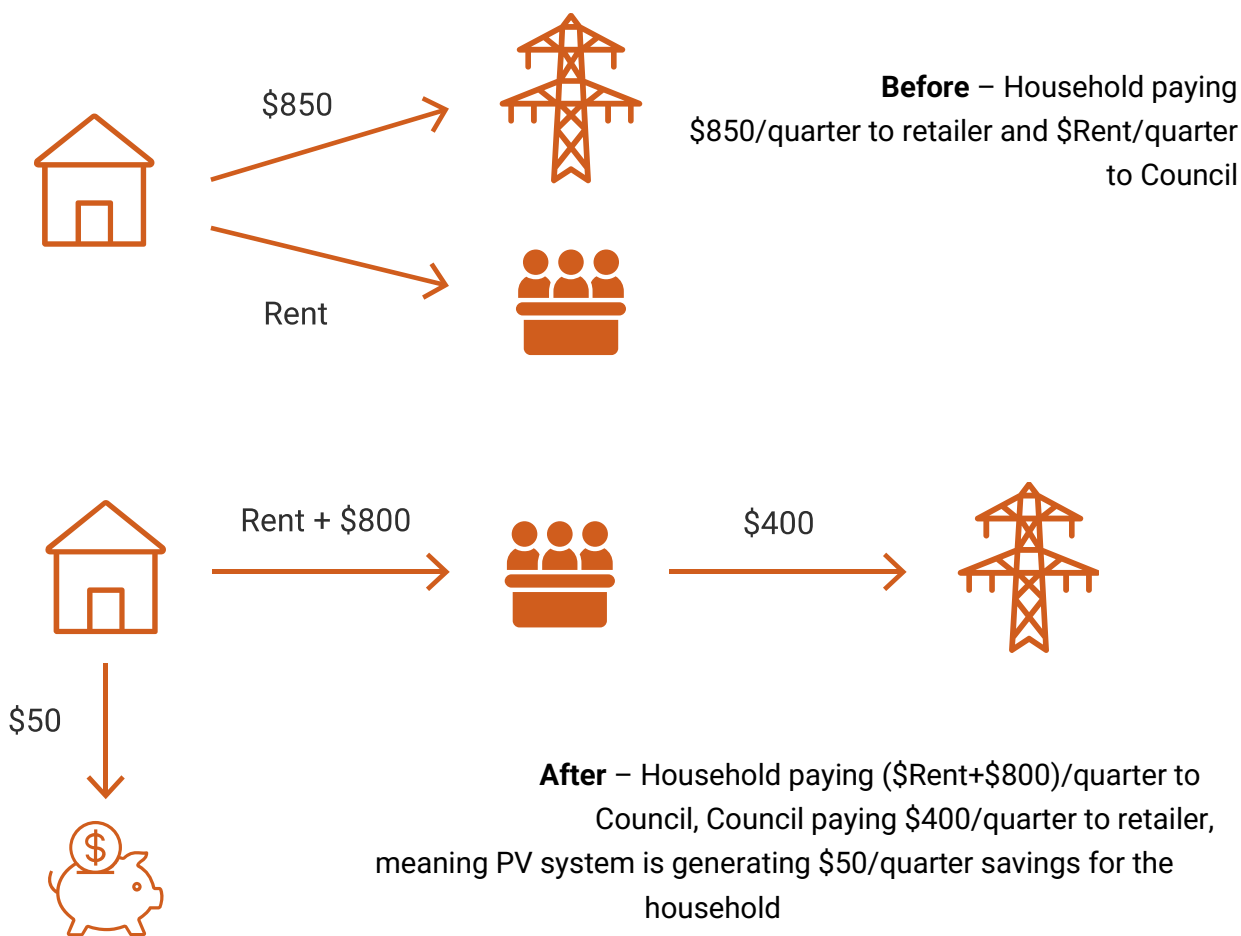 $850
Before – Household paying
$850/quarter to retailer and $Rent/quarter
to Council
Rent
Rent + $800
$400
$50
After – Household paying ($Rent+$800)/quarter to
Council, Council paying $400/quarter to retailer,
meaning PV system is generating $50/quarter savings for the
household
$